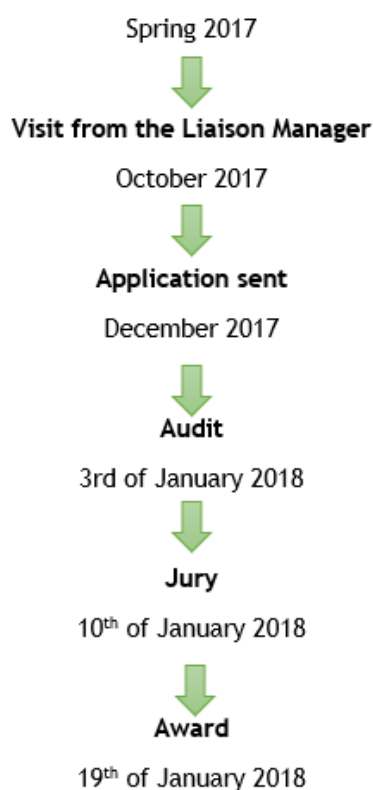 Spring 2017
Visit from the Liaison Manager
October 2017
Application sent
December 2017
Audit
3rd of January 2018
Jury
10th of January 2018
Award
19th of January 2018